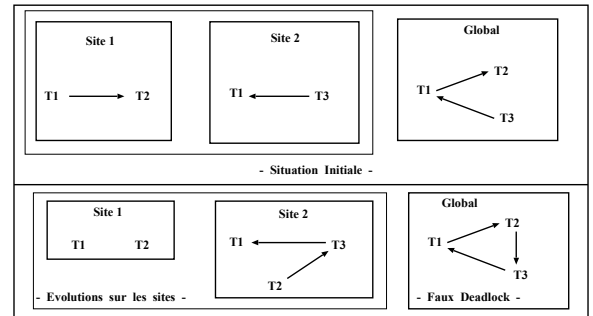 Site 1
T1 T2
Site 2
T1 T3
Global
T2
T1
T3
- Situation Initiale -
Site 1
T1 T2
Site 2
T1 T3
T2
- Evolutions sur les sites -
Global
T2
T1
T3
- Faux Deadlock -